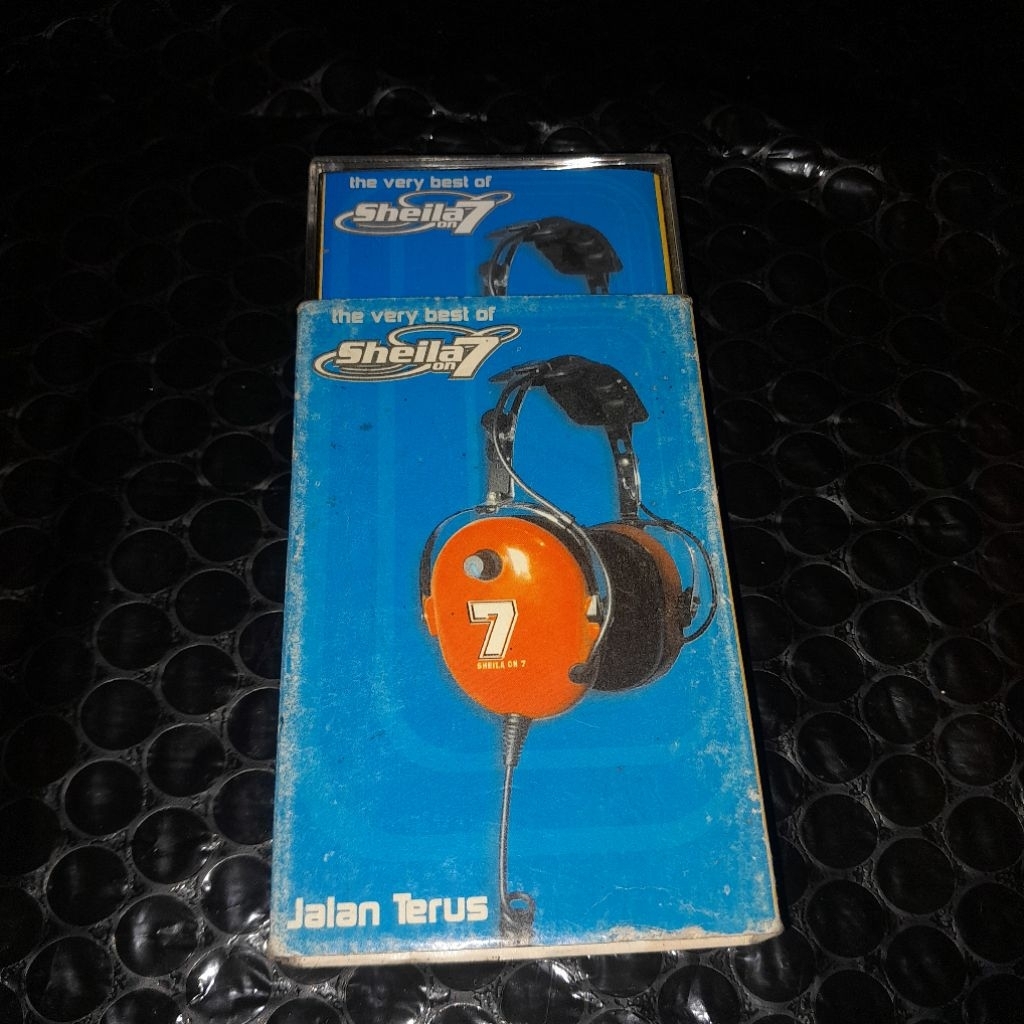 the very best of
Sheila on 7
the very best of
Sheila on 7
7
SHEILA ON 7
Jalan Terus